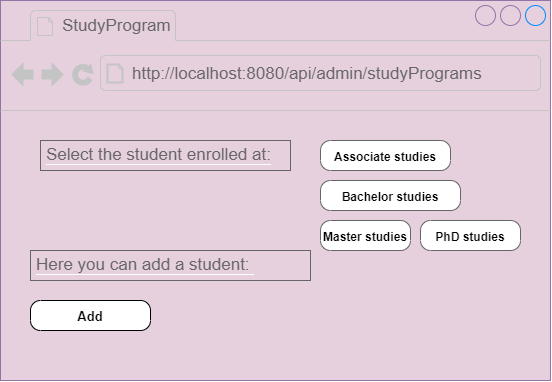 StudyProgram
http://localhost:8080/api/admin/studyPrograms
Select the student enrolled at:
Associate studies
Bachelor studies
Master studies
PhD studies
Here you can add a student:
Add